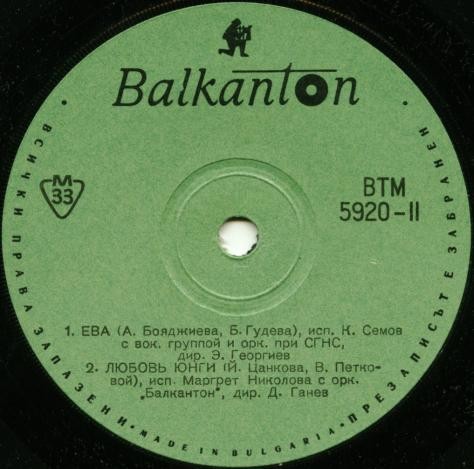 Balkanton
ВСИЧКИ ПРАВА ЗАПАЗЕНИ
М
33
ВТМ
5920-II
1. ЕВА (А. Бояджиева, Б. Гудева), исп. К. Семов
с вок. группой и орк. при СГНС,
дир. Э. Георгиев
2. ЛЮБОВЬ ЮНГИ (Й. Цанкова, В. Петко-
вой), исп. Маргрет Николова с орк.
„Балкантон", дир. Д. Ганев
MADE IN BULGARIA
ПРЕЗАПИСЪТ Е ЗАБРАНЕН